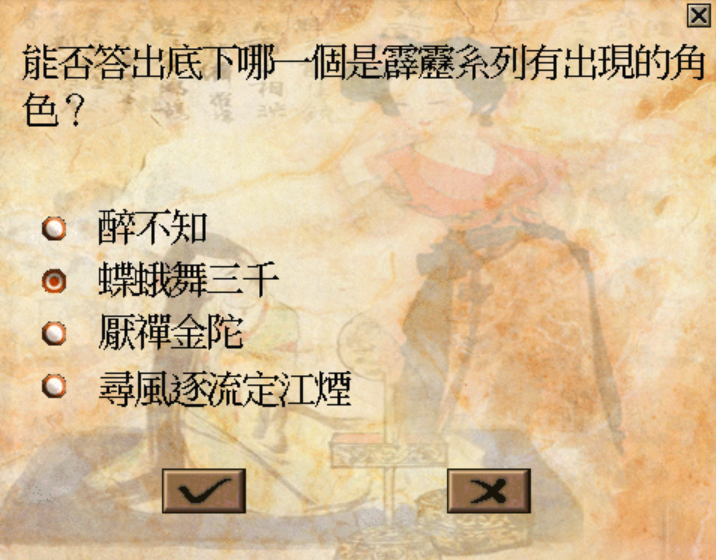 能否答出底下哪一個是霹靂系列有出現的角
色？
醉不知
蝶蛾舞三千
厭禪金陀
尋風逐流定江煙